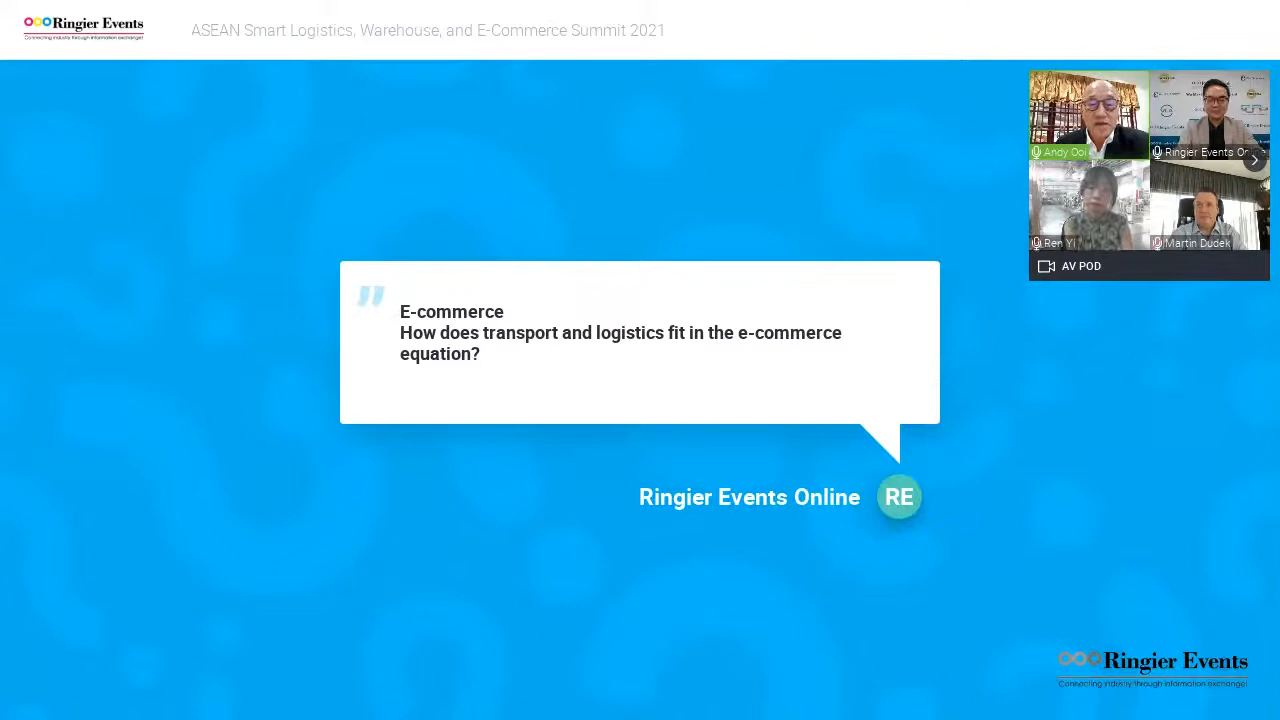 Ringier Events
Connecting industry through information exchange!
ASEAN Smart Logistics, Warehouse, and E-Commerce Summit 2021
Andy Ooi
Ringier Events Online
Ren Yi
Martin Dudek
AV POD
"
E-commerce
How does transport and logistics fit in the e-commerce
equation?
Ringier Events Online
RE
Ringier Events
Connecting industry through information exchange!